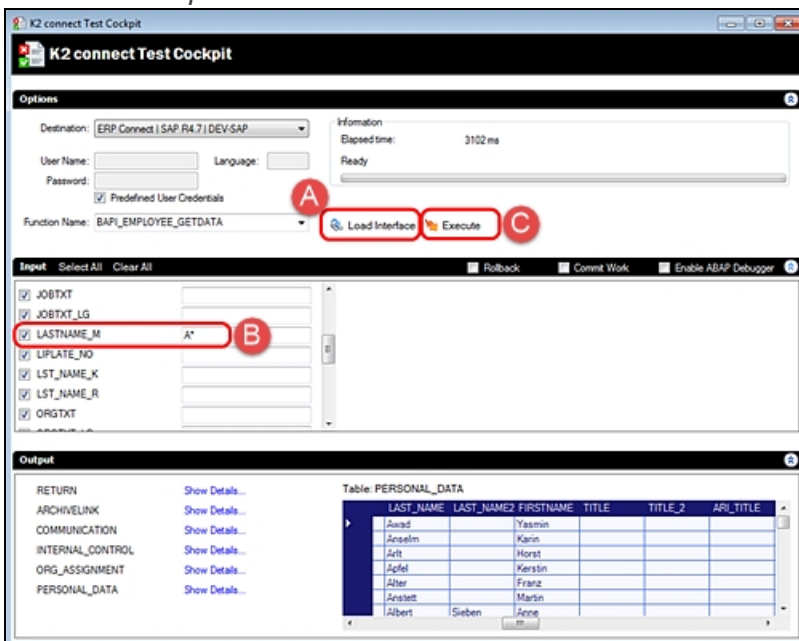 K2 connect Test Cockpit
K2 connect Test Cockpit
Options
Destination: ERP Connect | SAP R4.7 | DEV-SAP
Information
Elapsed time: 3102 ms
User Name: Language:
Ready
Password:
Predefined User Credentials
A
Function Name: BAPI_EMPLOYEE_GETDATA
Load Interface Execute C
Input Select All Clear All Rollback Commit Work Enable ABAP Debugger
JOBTXT
JOBTXT_LG
LASTNAME_M A* B
LIPLATE_NO
LST_NAME_K
LST_NAME_R
ORGTXT
Output
RETURN Show Details...
ARCHIVELINK Show Details...
COMMUNICATION Show Details...
INTERNAL_CONTROL Show Details...
ORG_ASSIGNMENT Show Details...
PERSONAL_DATA Show Details...
Table: PERSONAL_DATA
LAST_NAME LAST_NAME2 FIRSTNAME TITLE TITLE_2 ARI_TITLE
Awad Yasmin
Anselm Karin
Arlt Horst
Apfel Kerstin
Alter Franz
Anstett Martin
Albert Sieben Anne